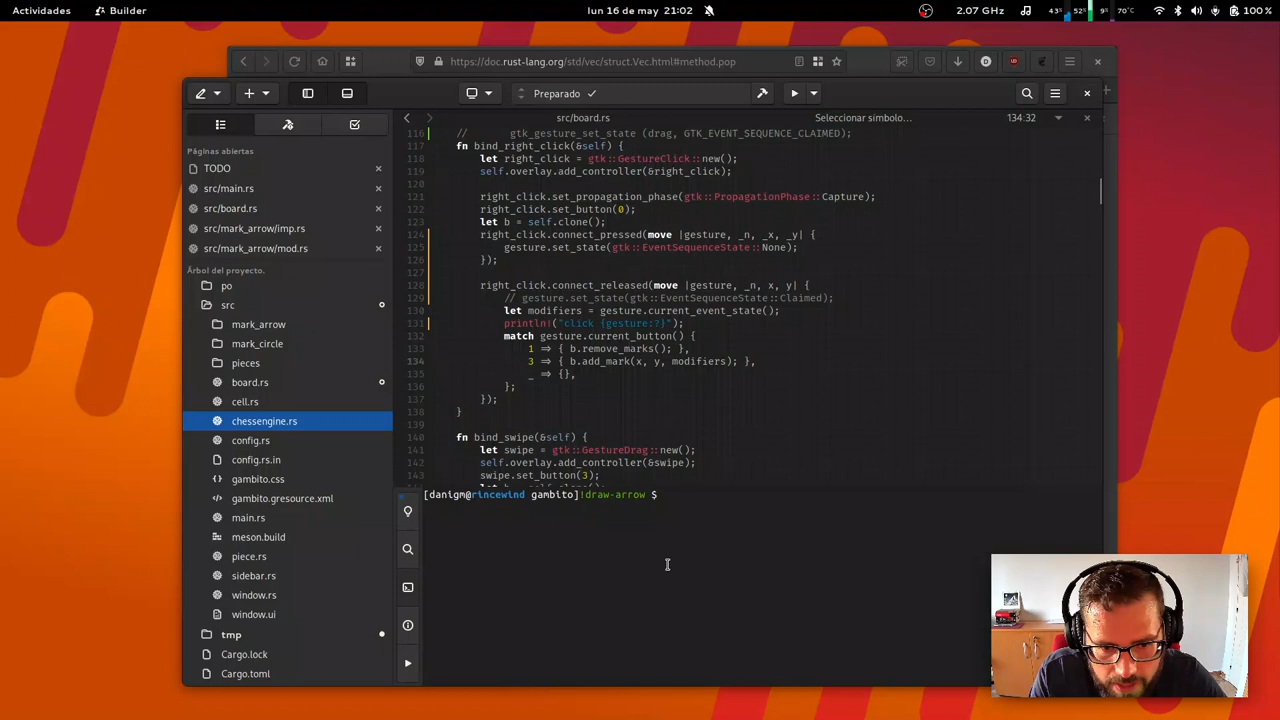 Actividades Builder lun 16 de may 21:02 2.07 GHz 43% 52% 9% 70°C 100 %
https://doc.rust-lang.org/std/vec/struct.Vec.html#method.pop
Preparado
src/board.rs Seleccionar símbolo… 134:32
Páginas abiertas
TODO
src/main.rs
src/board.rs
src/mark_arrow/imp.rs
src/mark_arrow/mod.rs
Árbol del proyecto.
po
src
mark_arrow
mark_circle
pieces
board.rs
cell.rs
chessengine.rs
config.rs
config.rs.in
gambito.css
gambito.gresource.xml
main.rs
meson.build
piece.rs
sidebar.rs
window.rs
window.ui
tmp
Cargo.lock
Cargo.toml
116 // gtk_gesture_set_state (drag, GTK_EVENT_SEQUENCE_CLAIMED);
117 fn bind_right_click(&self) {
118 let right_click = gtk::GestureClick::new();
119 self.overlay.add_controller(&right_click);
120
121 right_click.set_propagation_phase(gtk::PropagationPhase::Capture);
122 right_click.set_button(0);
123 let b = self.clone();
124 right_click.connect_pressed(move |gesture, _n, _x, _y| {
125 gesture.set_state(gtk::EventSequenceState::None);
126 });
127
128 right_click.connect_released(move |gesture, _n, x, y| {
129 // gesture.set_state(gtk::EventSequenceState::Claimed);
130 let modifiers = gesture.current_event_state();
131 println!("click {gesture:?}");
132 match gesture.current_button() {
133 1 => { b.remove_marks(); },
134 3 => { b.add_mark(x, y, modifiers); },
135 _ => {},
136 };
137 });
138 }
139
140 fn bind_swipe(&self) {
141 let swipe = gtk::GestureDrag::new();
142 self.overlay.add_controller(&swipe);
143 swipe.set_button(3);
[danigm@rincewind gambito]!draw-arrow $